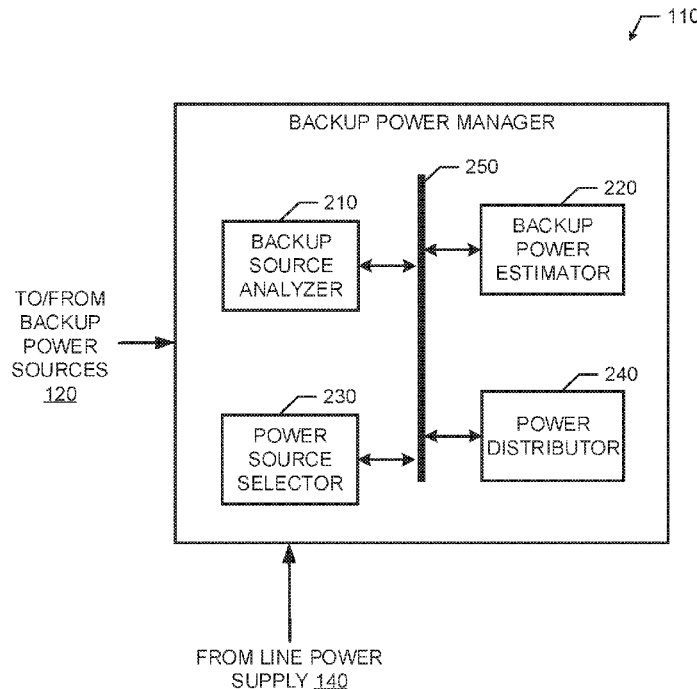 110
BACKUP POWER MANAGER
250
210
220
BACKUP
SOURCE
ANALYZER
BACKUP
POWER
ESTIMATOR
TO/FROM
BACKUP
POWER
SOURCES
120
230
240
POWER
SOURCE
SELECTOR
POWER
DISTRIBUTOR
FROM LINE POWER
SUPPLY 140